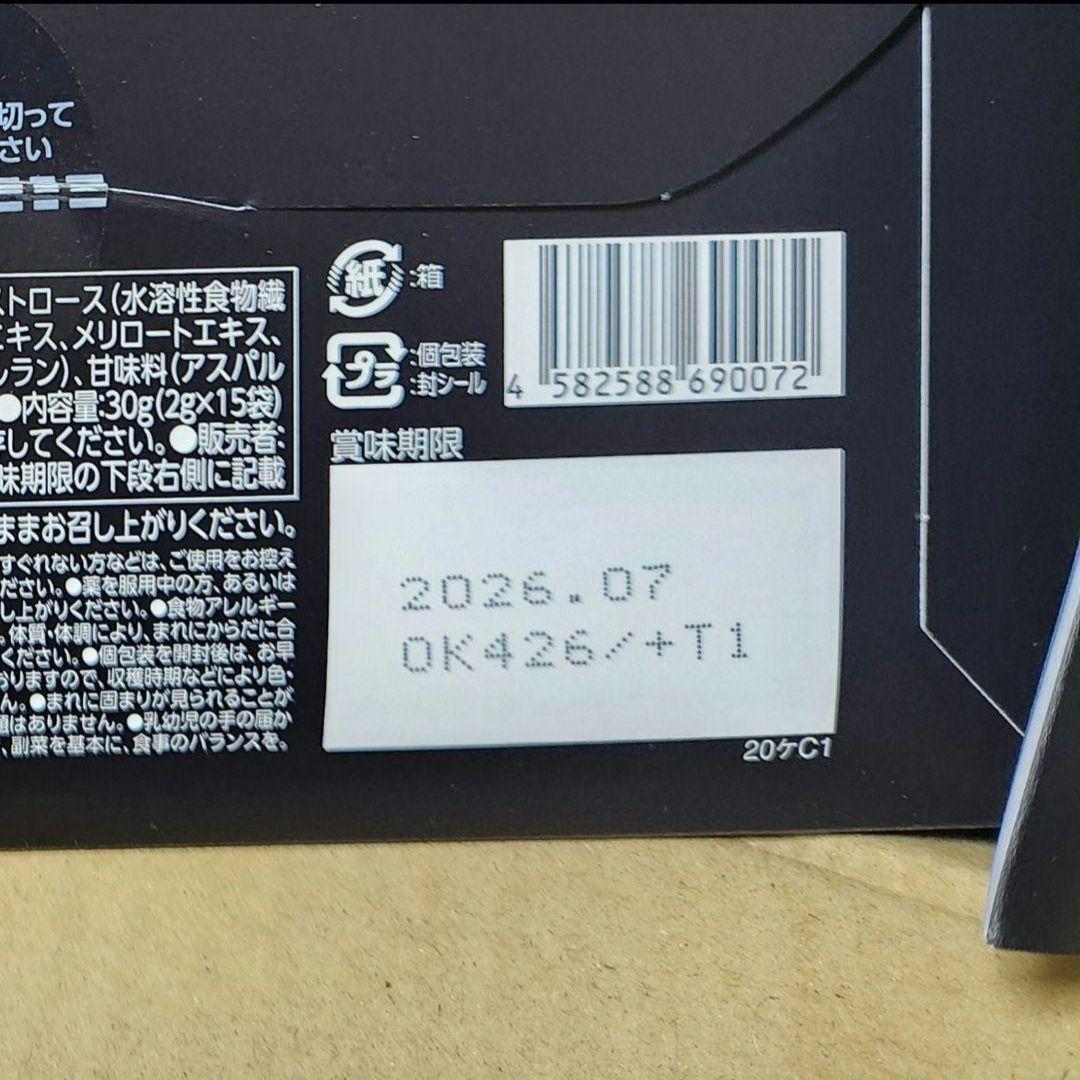 切って
さい
ストロース(水溶性食物繊
エキス、メリロートエキス、
ルラン)、甘味料(アスパル
●内容量:30g(2g×15袋)
存してください。●販売者:
味期限の下段右側に記載
ままお召し上がりください。
すぐれない方などは、ご使用をお控え
ださい。●薬を服用中の方、あるいは
し上がりください。●食物アレルギー
。体質・体調により、まれにからだに合
ください。●個包装を開封後は、お早
おりますので、収穫時期などにより色・
ん。●まれに固まりが見られることが
題はありません。●乳幼児の手の届か
、副菜を基本に、食事のバランスを。
紙
:箱
プラ
:個包装
:封シール
4 582588 690072
賞味期限
2026.07
0K426/+T1
20ケC1